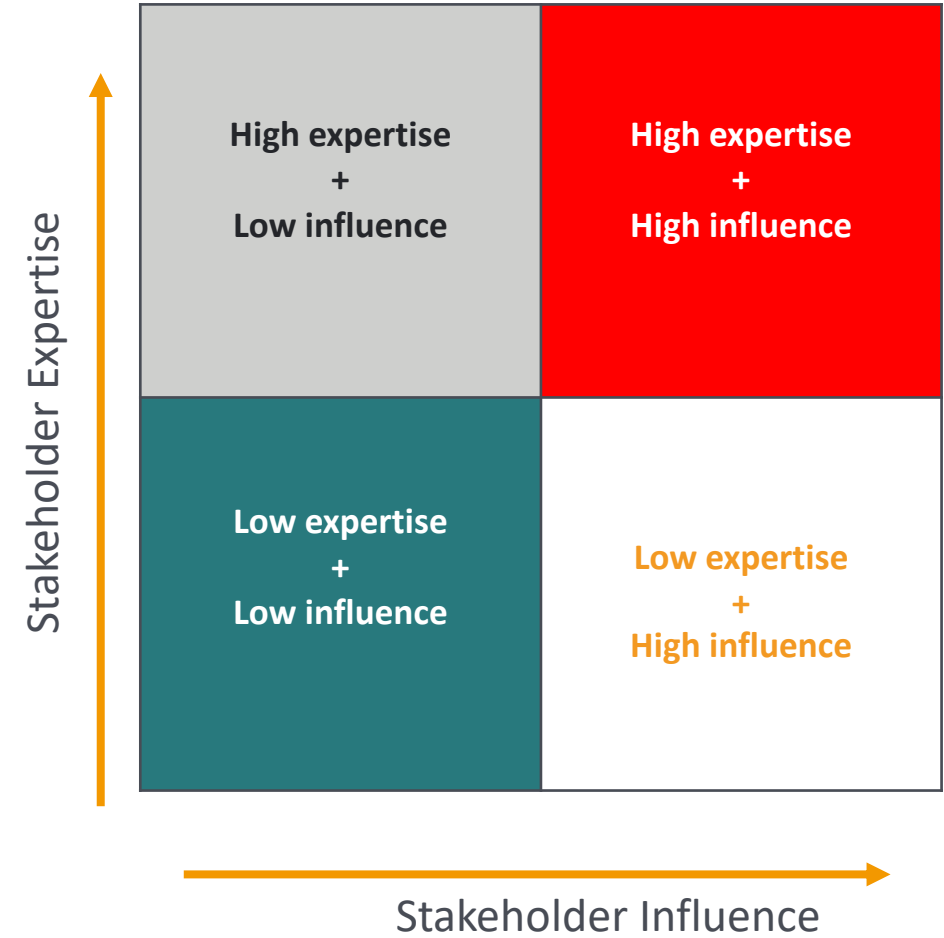 Stakeholder Expertise
High expertise
+
Low influence
High expertise
+
High influence
Low expertise
+
Low influence
Low expertise
+
High influence
Stakeholder Influence